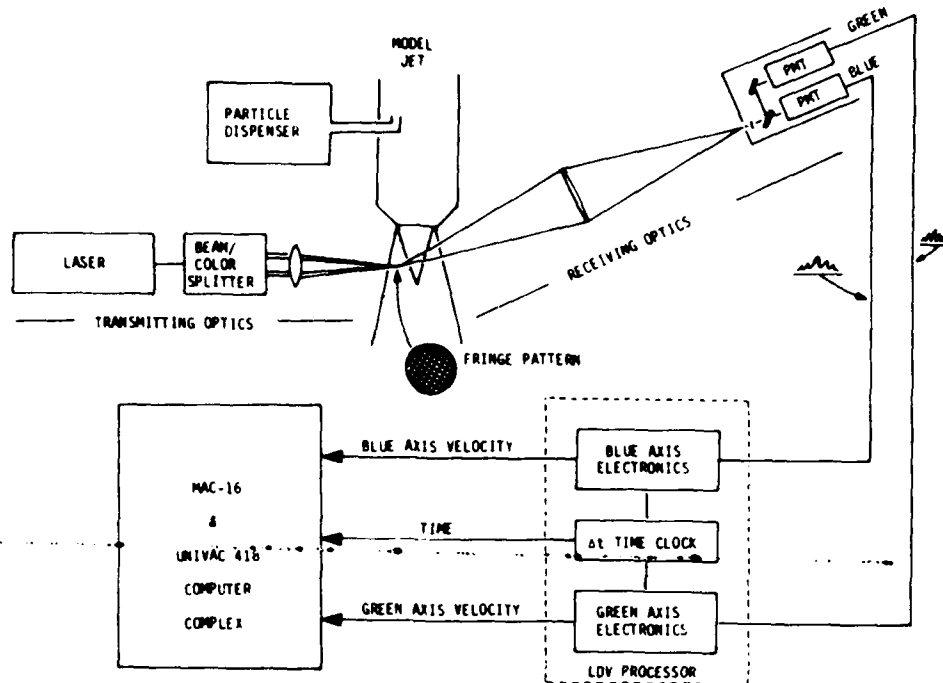 MODEL
JET
GREEN
PMT
BLUE
PMT
PARTICLE
DISPENSER
LASER
BEAM/
COLOR
SPLITTER
RECEIVING OPTICS
TRANSMITTING OPTICS
FRINGE PATTERN
BLUE AXIS VELOCITY
BLUE AXIS
ELECTRONICS
MAC-16
&
UNIVAC 418
COMPUTER
COMPLEX
TIME
Δt TIME CLOCK
GREEN AXIS VELOCITY
GREEN AXIS
ELECTRONICS
LDV PROCESSOR